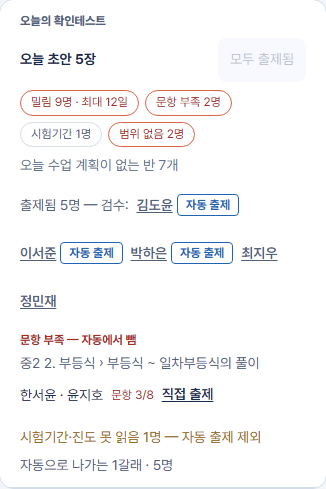 오늘의 확인테스트
오늘 초안 5장
모두 출제됨
밀림 9명 · 최대 12일
문항 부족 2명
시험기간 1명
범위 없음 2명
오늘 수업 계획이 없는 반 7개
출제됨 5명 — 검수: 김도윤 자동 출제
이서준 자동 출제 박하은 자동 출제 최지우
정민재
문항 부족 — 자동에서 뺌
중2 2. 부등식 › 부등식 ~ 일차부등식의 풀이
한서윤 · 윤지호 문항 3/8 직접 출제
시험기간·진도 못 읽음 1명 — 자동 출제 제외
자동으로 나가는 1갈래 · 5명